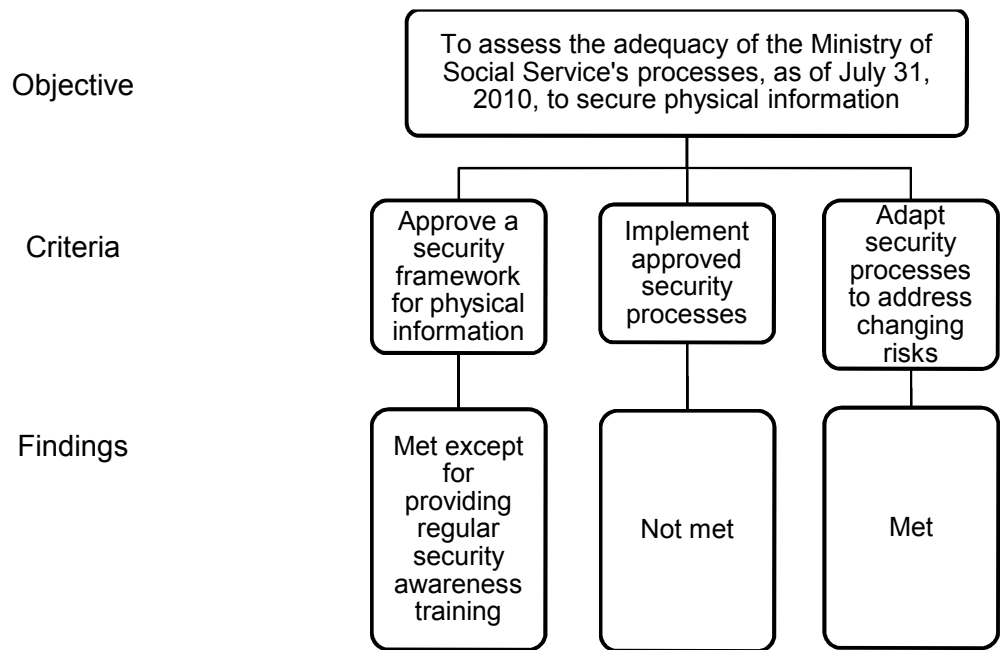 Objective
To assess the adequacy of the Ministry of
Social Service's processes, as of July 31,
2010, to secure physical information
Criteria
Approve a
security
framework
for physical
information
Implement
approved
security
processes
Adapt
security
processes
to address
changing
risks
Findings
Met except
for
providing
regular
security
awareness
training
Not met
Met